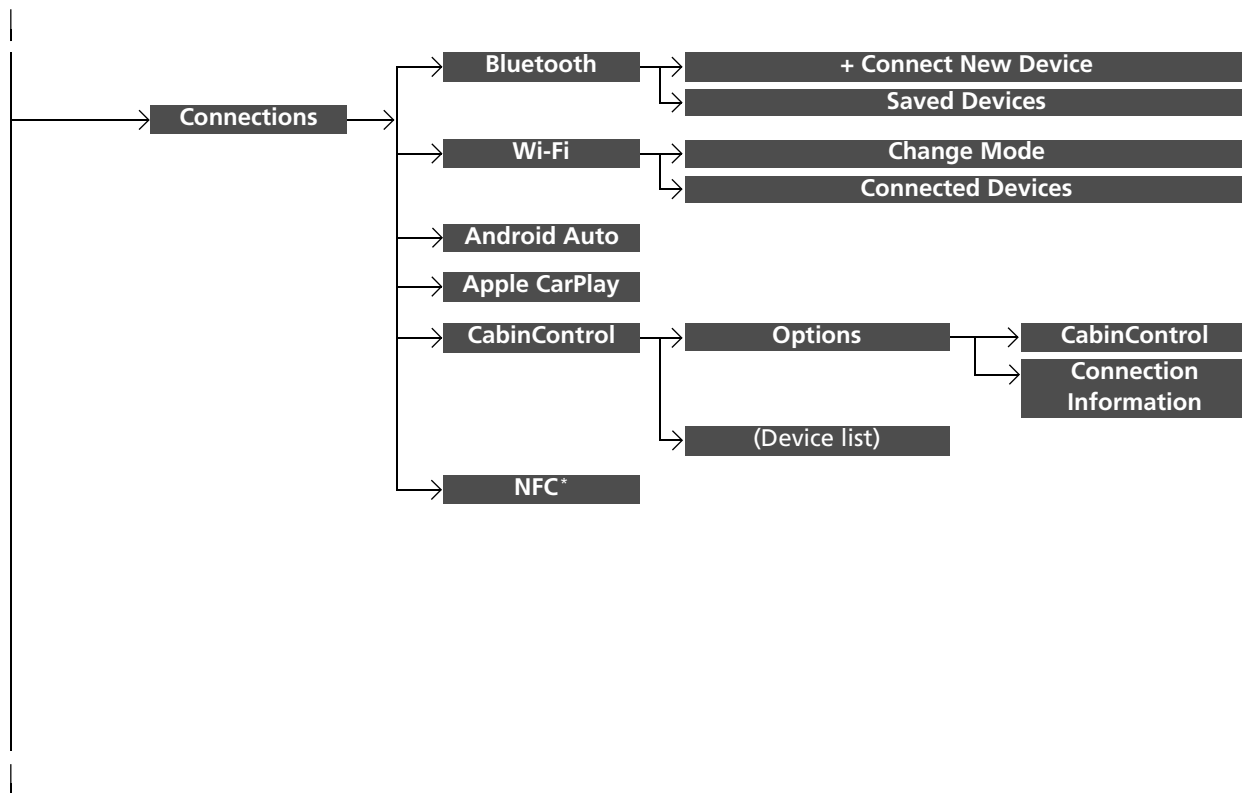 Bluetooth
+ Connect New Device
Saved Devices
Connections
Wi-Fi
Change Mode
Connected Devices
Android Auto
Apple CarPlay
CabinControl
Options
CabinControl
Connection
Information
(Device list)
NFC*